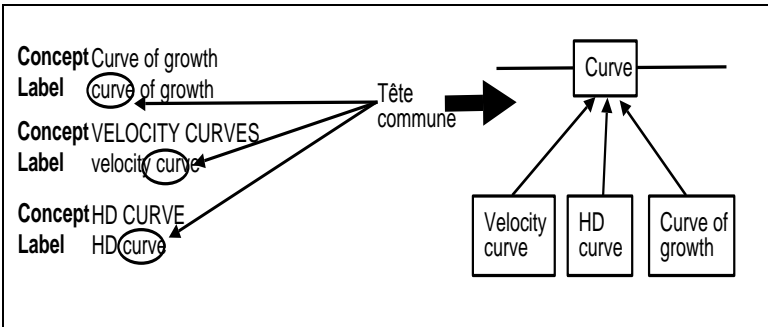 Concept Curve of growth
Label curve of growth
Concept VELOCITY CURVES
Label velocity curve
Concept HD CURVE
Label HD curve
Tête
commune
Curve
Velocity
curve
HD
curve
Curve of
growth